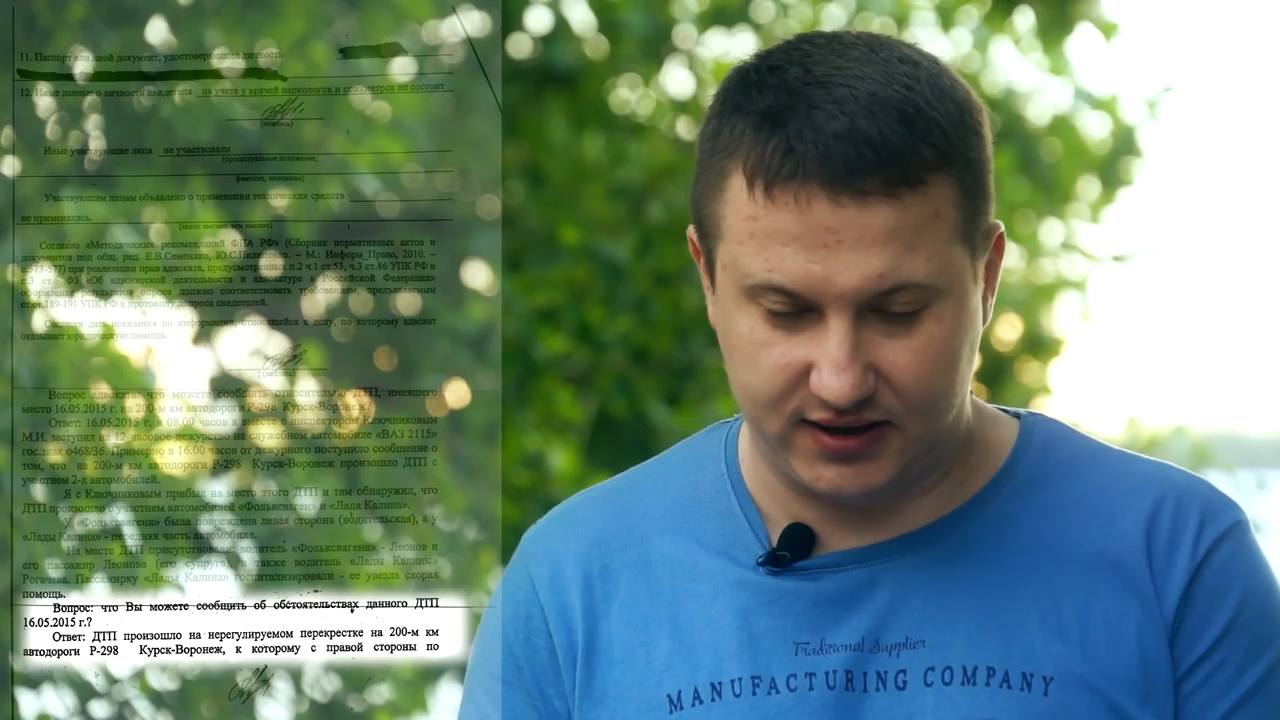 11. Паспорт или иной документ, удостоверяющий личность
12. Иные данные о личности свидетеля на учете у врачей наркологов и психиатров не состоит
(подпись)
Иные участвующие лица не участвовали
(процессуальное положение,
фамилия, инициалы)
Участвующим лицам объявлено о применении технических средств
не применялись.
Согласно «Методических рекомендаций ФПА РФ» (Сборник нормативных актов и
документов под общ. ред. Е.В.Семеняко, Ю.С.Пилипенко. – М.: Информ_Право, 2010. –
с.573-577) при реализации прав адвоката, предусмотренных п.2 ч.1 ст.53, ч.3 ст.86 УПК РФ и
п.3 ст.6 ФЗ «Об адвокатской деятельности и адвокатуре в Российской Федерации»
оформление результатов опроса должно соответствовать требованиям, предъявляемым
ст.ст.189-191 УПК РФ к протоколу допроса свидетелей.
Согласен дать показания по информации, относящейся к делу, по которому адвокат
оказывает юридическую помощь.
Вопрос адвоката: что можете сообщить относительно ДТП, имевшего
место 16.05.2015 г. на 200-м км автодороги Р-298 Курск-Воронеж?
Ответ: 16.05.2015 г. в 08.00 часов я вместе с инспектором Ключниковым
М.И. заступил на 12-часовое дежурство на служебном автомобиле «ВАЗ 2115»
гос.знак о468/36. Примерно в 16.00 часов от дежурного поступило сообщение о
том, что на 200-м км автодороги Р-298 Курск-Воронеж произошло ДТП с
участием 2-х автомобилей.
Я с Ключниковым прибыл на место этого ДТП и там обнаружил, что
ДТП произошло с участием автомобилей «Фольксваген» и «Лада Калина».
У «Фольксвагена» была повреждена левая сторона (водительская), а у
«Лады Калина» - передняя часть автомобиля.
На месте ДТП присутствовали водитель «Фольксвагена» - Леонов и
его пассажир Леонова (его супруга), а также водитель «Лады Калины»
Рогачева. Пассажирку «Лады Калина» госпитализировали - ее увезла скорая
помощь.
Вопрос: что Вы можете сообщить об обстоятельствах данного ДТП
16.05.2015 г.?
Ответ: ДТП произошло на нерегулируемом перекрестке на 200-м км
автодороги Р-298 Курск-Воронеж, к которому с правой стороны по
Traditional Supplier
MANUFACTURING COMPANY